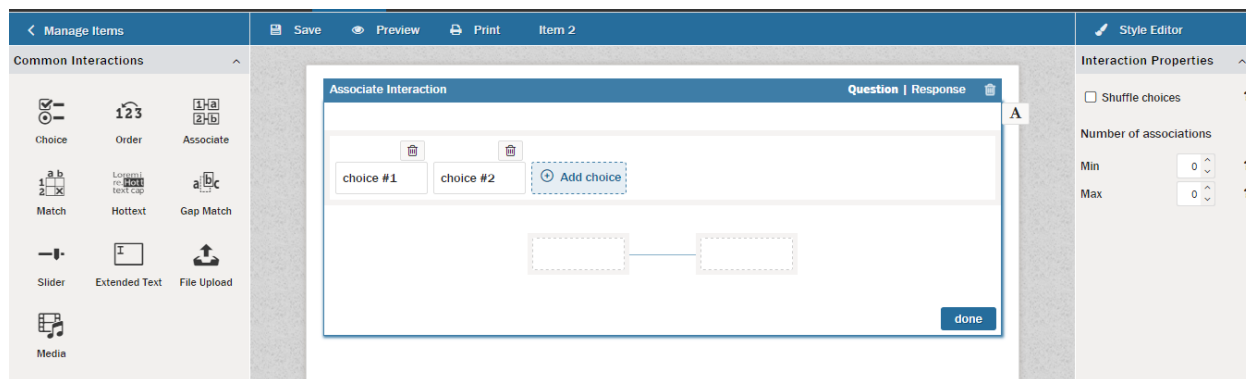 Manage Items
Save Preview Print Item 2
Style Editor
Common Interactions
Choice
Order
Associate
Match
Hottext
Gap Match
Slider
Extended Text
File Upload
Media
Associate Interaction
Question | Response
A
choice #1
choice #2
Add choice
done
Interaction Properties
Shuffle choices
Number of associations
Min 0
Max 0